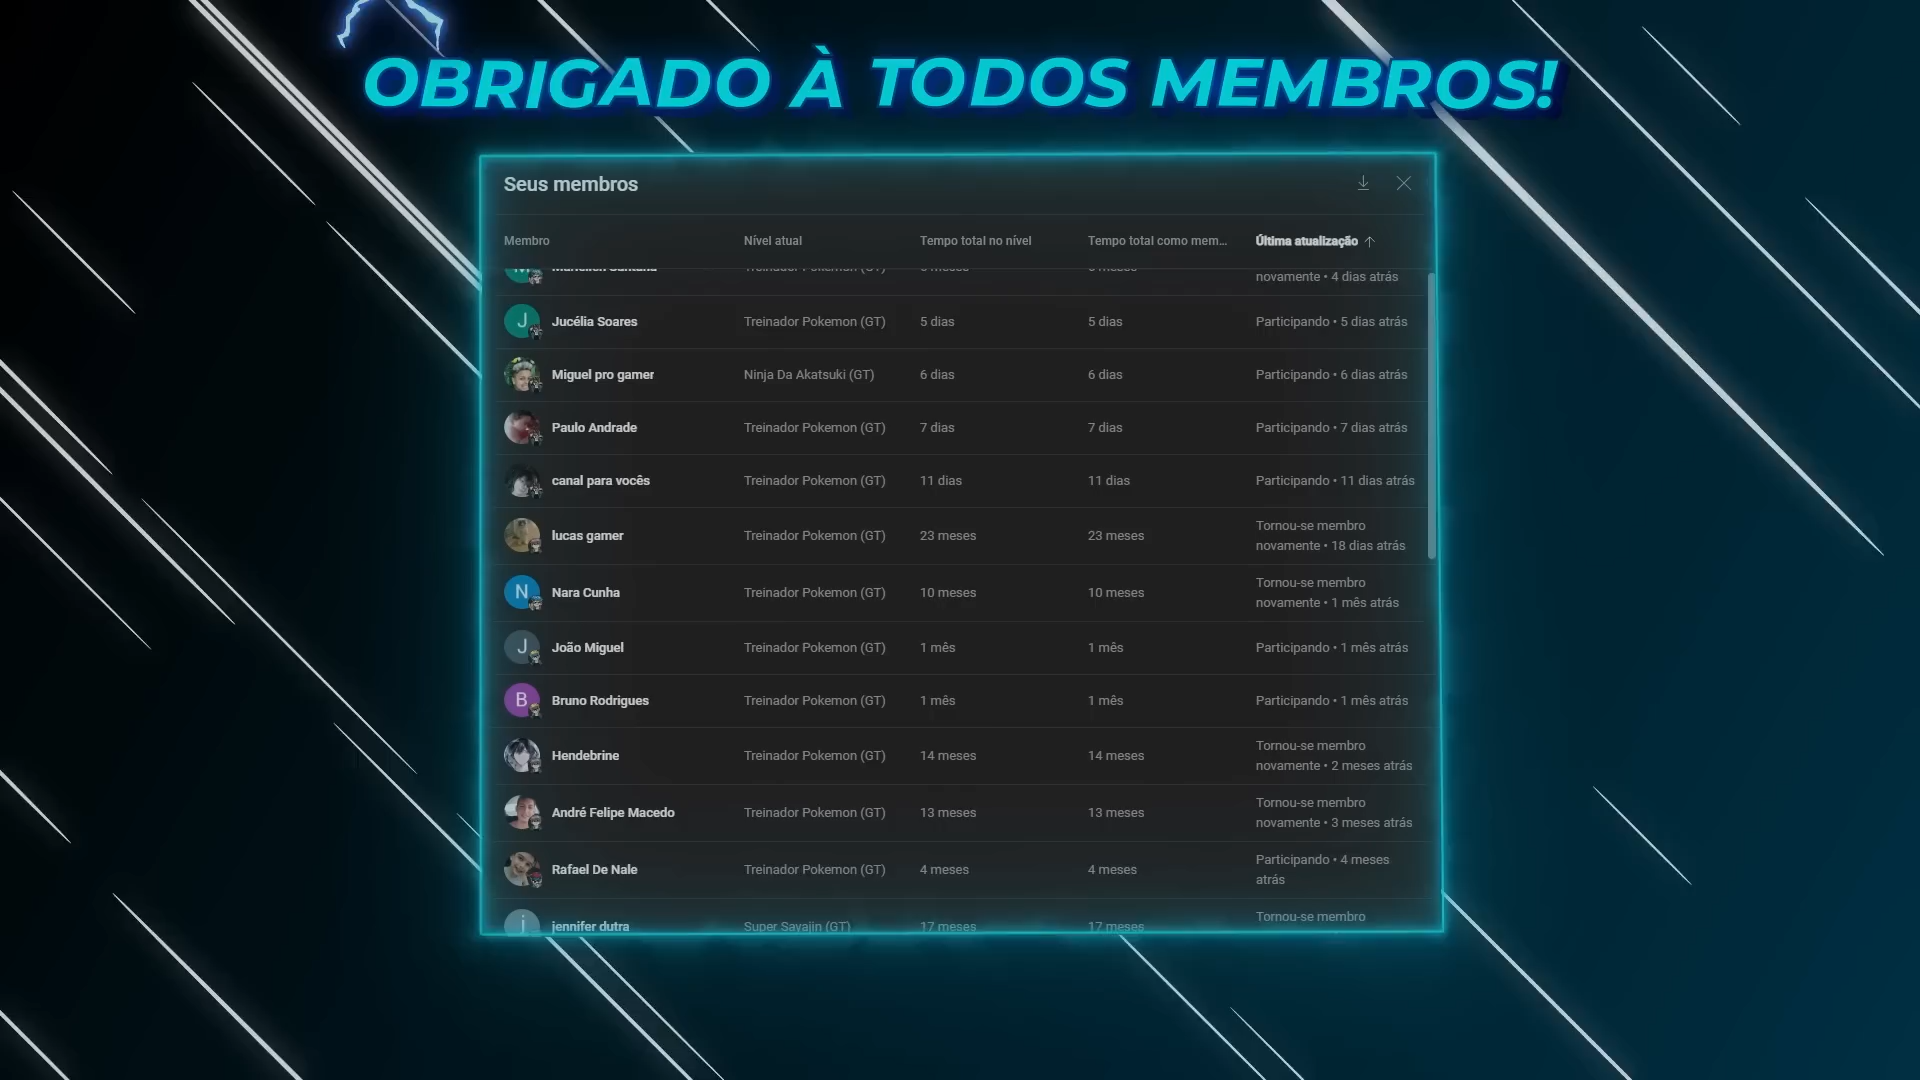 OBRIGADO À TODOS MEMBROS!
Seus membros
Membro Nível atual Tempo total no nível Tempo total como mem... Última atualização
novamente • 4 dias atrás
J Jucélia Soares Treinador Pokemon (GT) 5 dias 5 dias Participando • 5 dias atrás
Miguel pro gamer Ninja Da Akatsuki (GT) 6 dias 6 dias Participando • 6 dias atrás
Paulo Andrade Treinador Pokemon (GT) 7 dias 7 dias Participando • 7 dias atrás
canal para vocês Treinador Pokemon (GT) 11 dias 11 dias Participando • 11 dias atrás
lucas gamer Treinador Pokemon (GT) 23 meses 23 meses Tornou-se membro
novamente • 18 dias atrás
N Nara Cunha Treinador Pokemon (GT) 10 meses 10 meses Tornou-se membro
novamente • 1 mês atrás
J João Miguel Treinador Pokemon (GT) 1 mês 1 mês Participando • 1 mês atrás
B Bruno Rodrigues Treinador Pokemon (GT) 1 mês 1 mês Participando • 1 mês atrás
Hendebrine Treinador Pokemon (GT) 14 meses 14 meses Tornou-se membro
novamente • 2 meses atrás
André Felipe Macedo Treinador Pokemon (GT) 13 meses 13 meses Tornou-se membro
novamente • 3 meses atrás
Rafael De Nale Treinador Pokemon (GT) 4 meses 4 meses Participando • 4 meses
atrás
j jennifer dutra Super Sayajin (GT) 17 meses 17 meses Tornou-se membro